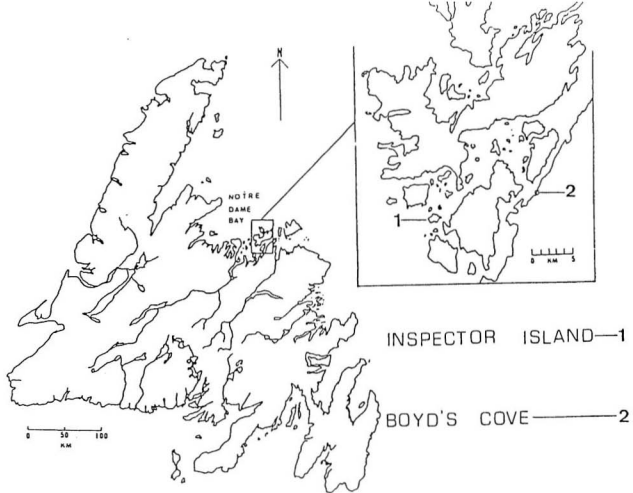 N
NOTRE
DAME
BAY
1
2
0 KM 5
INSPECTOR ISLAND—1
BOYD'S COVE—2
0 50 100
KM